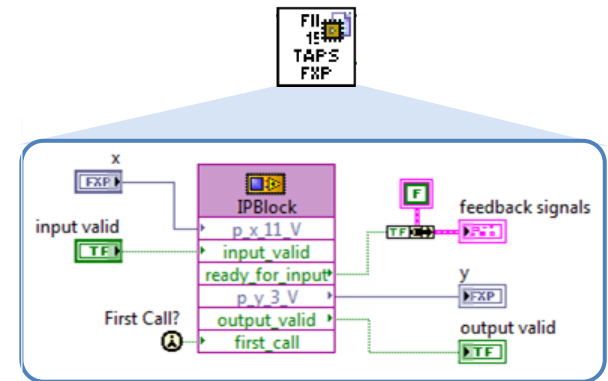 FI
15
TAPS
FXP
x
FXP
IPBlock
F
feedback signals
input valid
p_x_11_V
TF
TF
input_valid
ready_for_input
y
p_y_3_V
FXP
First Call?
output_valid
output valid
first_call
TF